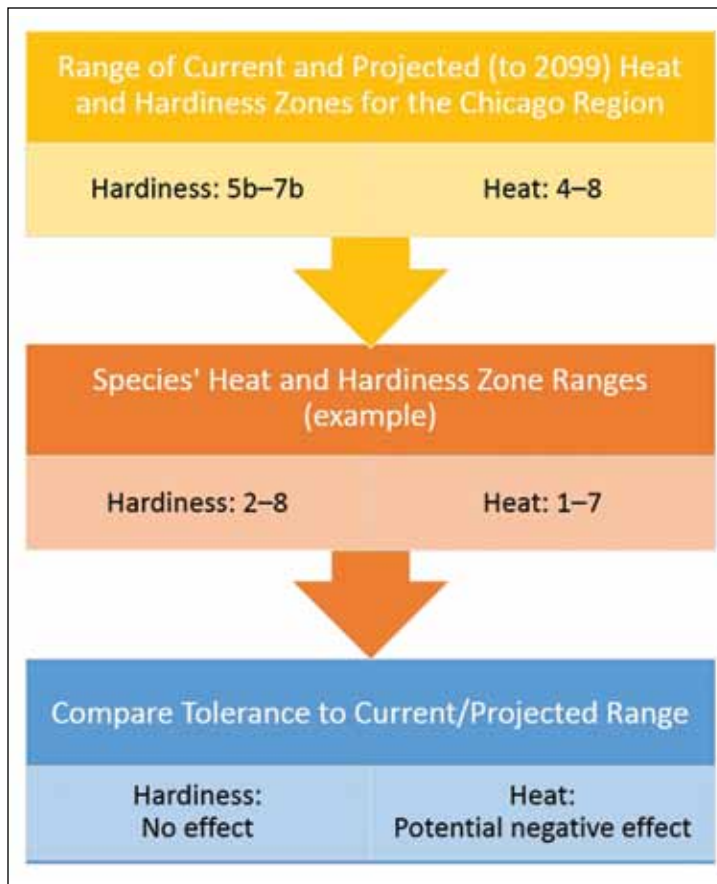 Range of Current and Projected (to 2099) Heat
and Hardiness Zones for the Chicago Region
Hardiness: 5b–7b
Heat: 4–8
Species' Heat and Hardiness Zone Ranges
(example)
Hardiness: 2–8
Heat: 1–7
Compare Tolerance to Current/Projected Range
Hardiness:
No effect
Heat:
Potential negative effect